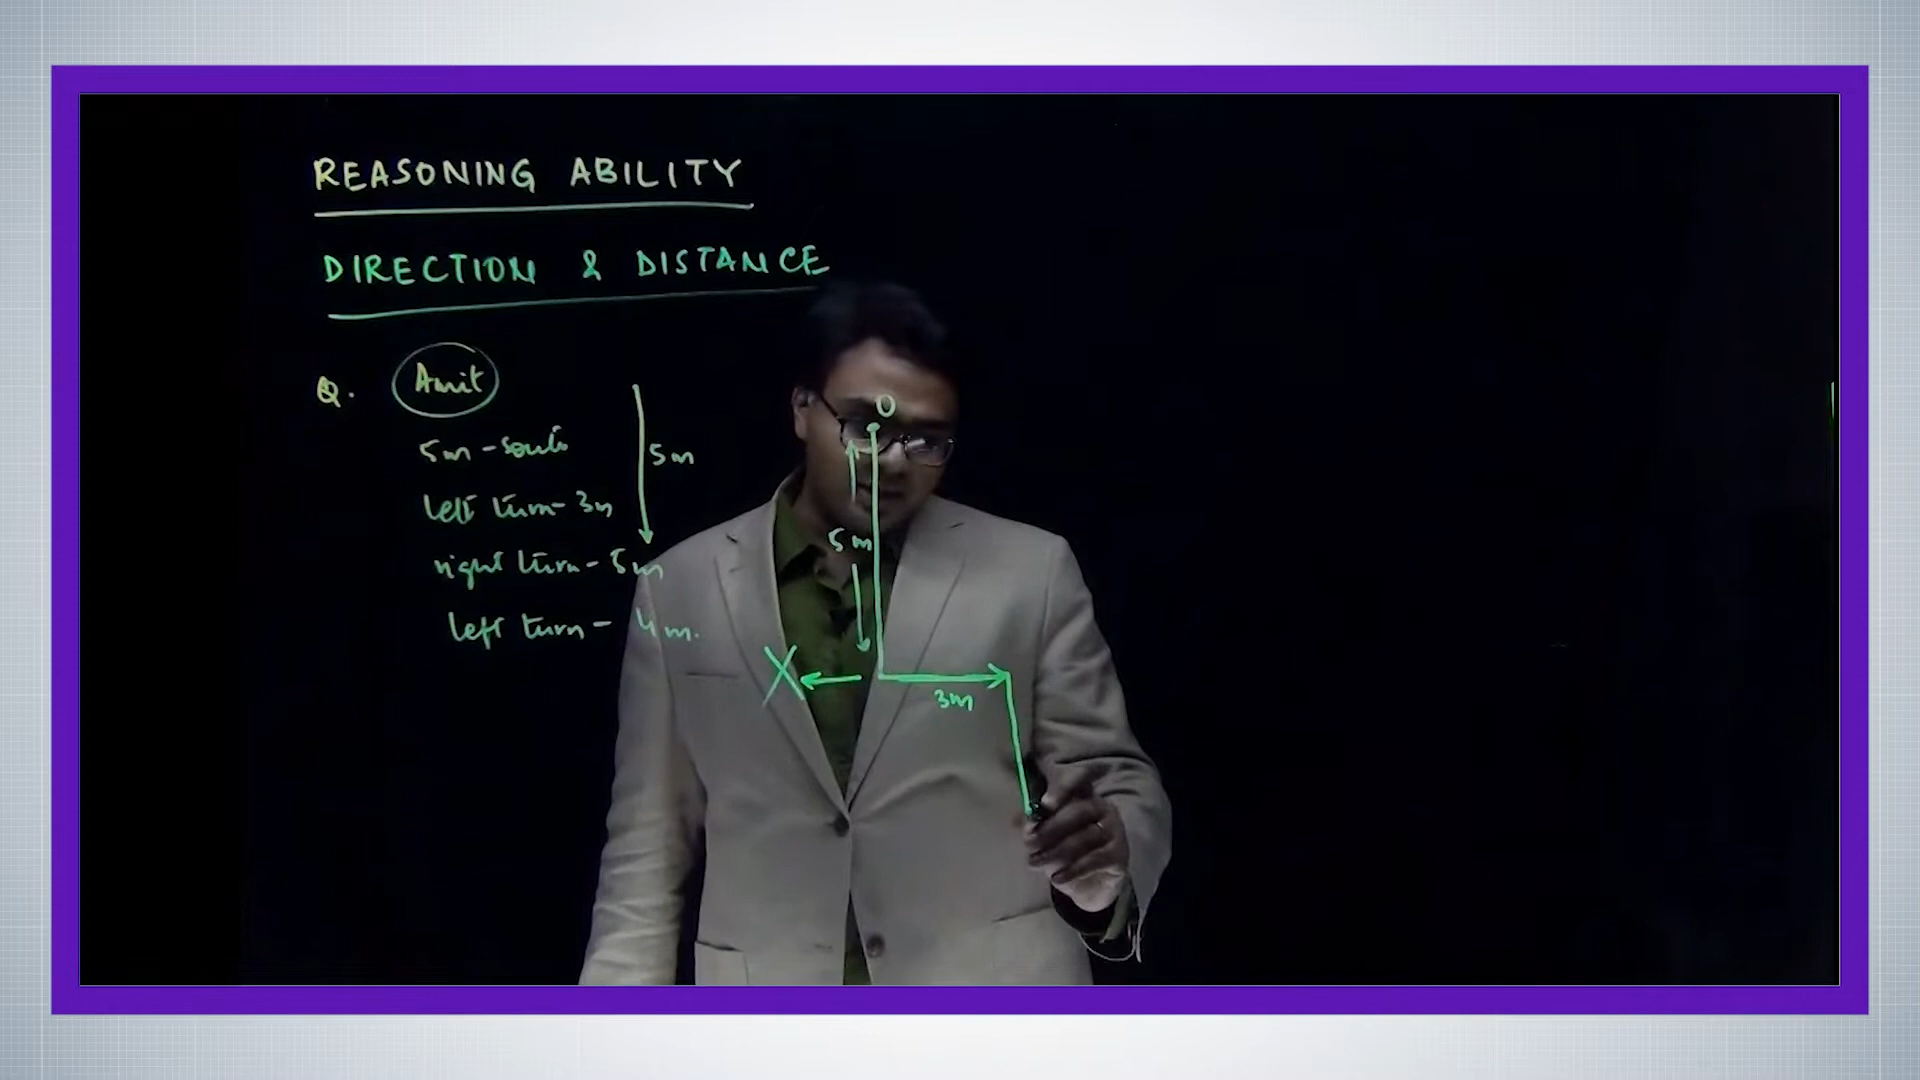 REASONING ABILITY
DIRECTION & DISTANCE
Q. Amit
5m - south
5m
left turn - 3m
right turn - 5m
left turn - 4m.
O
5m
X
3m